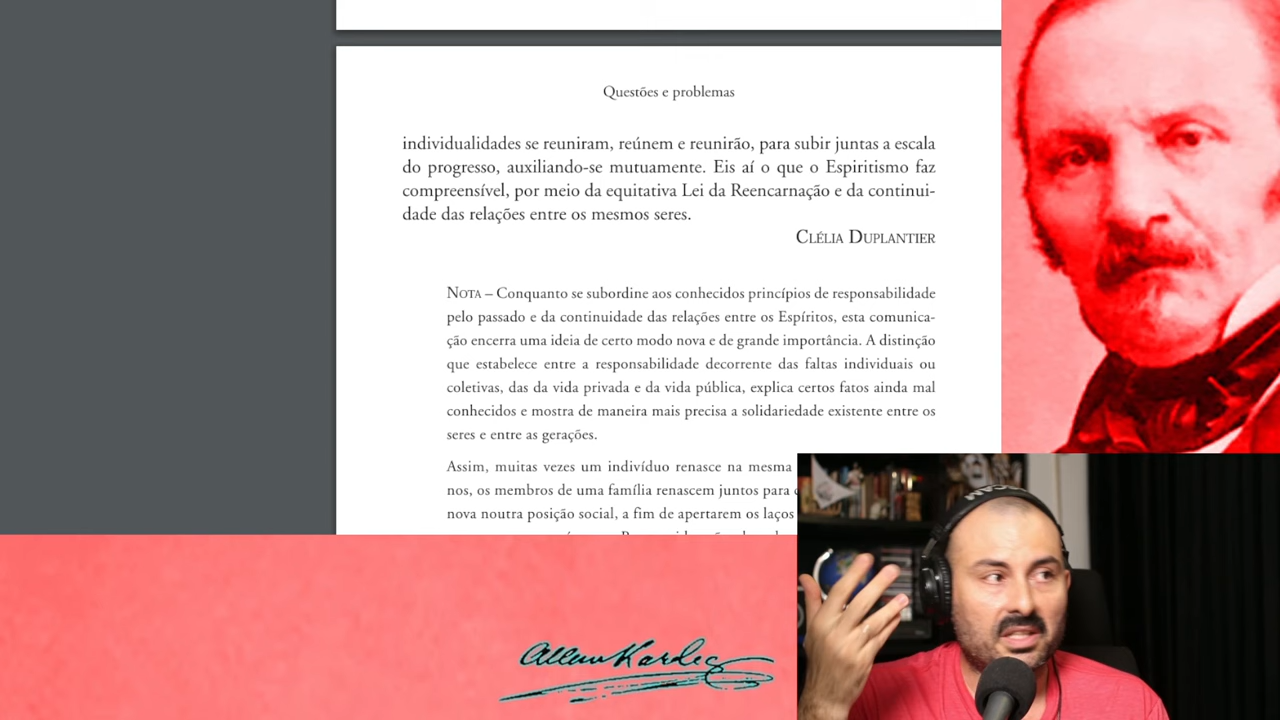 Questões e problemas
individualidades se reuniram, reúnem e reunirão, para subir juntas a escala
do progresso, auxiliando-se mutuamente. Eis aí o que o Espiritismo faz
compreensível, por meio da equitativa Lei da Reencarnação e da continui-
dade das relações entre os mesmos seres.
Clélia Duplantier
Nota – Conquanto se subordine aos conhecidos princípios de responsabilidade
pelo passado e da continuidade das relações entre os Espíritos, esta comunica-
ção encerra uma ideia de certo modo nova e de grande importância. A distinção
que estabelece entre a responsabilidade decorrente das faltas individuais ou
coletivas, das da vida privada e da vida pública, explica certos fatos ainda mal
conhecidos e mostra de maneira mais precisa a solidariedade existente entre os
seres e entre as gerações.
Assim, muitas vezes um indivíduo renasce na mesma
nos, os membros de uma família renascem juntos para
nova noutra posição social, a fim de apertarem os laços
Allan Kardec